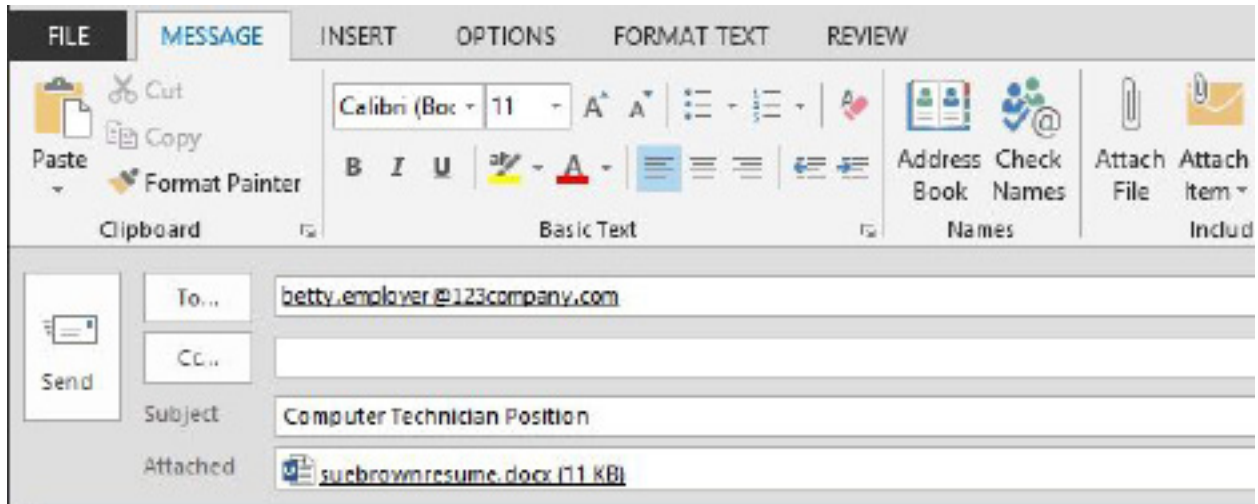 FILE MESSAGE INSERT OPTIONS FORMAT TEXT REVIEW
Cut
Copy
Paste
Format Painter
Clipboard
Calibri (Boc 11 A A
B I U aby A
Basic Text
Address Book
Check Names
Names
Attach File
Attach Item
Includ
Send
To... betty.employer@123company.com
Cc...
Subject Computer Technician Position
Attached suebrownresume.docx (11 KB)